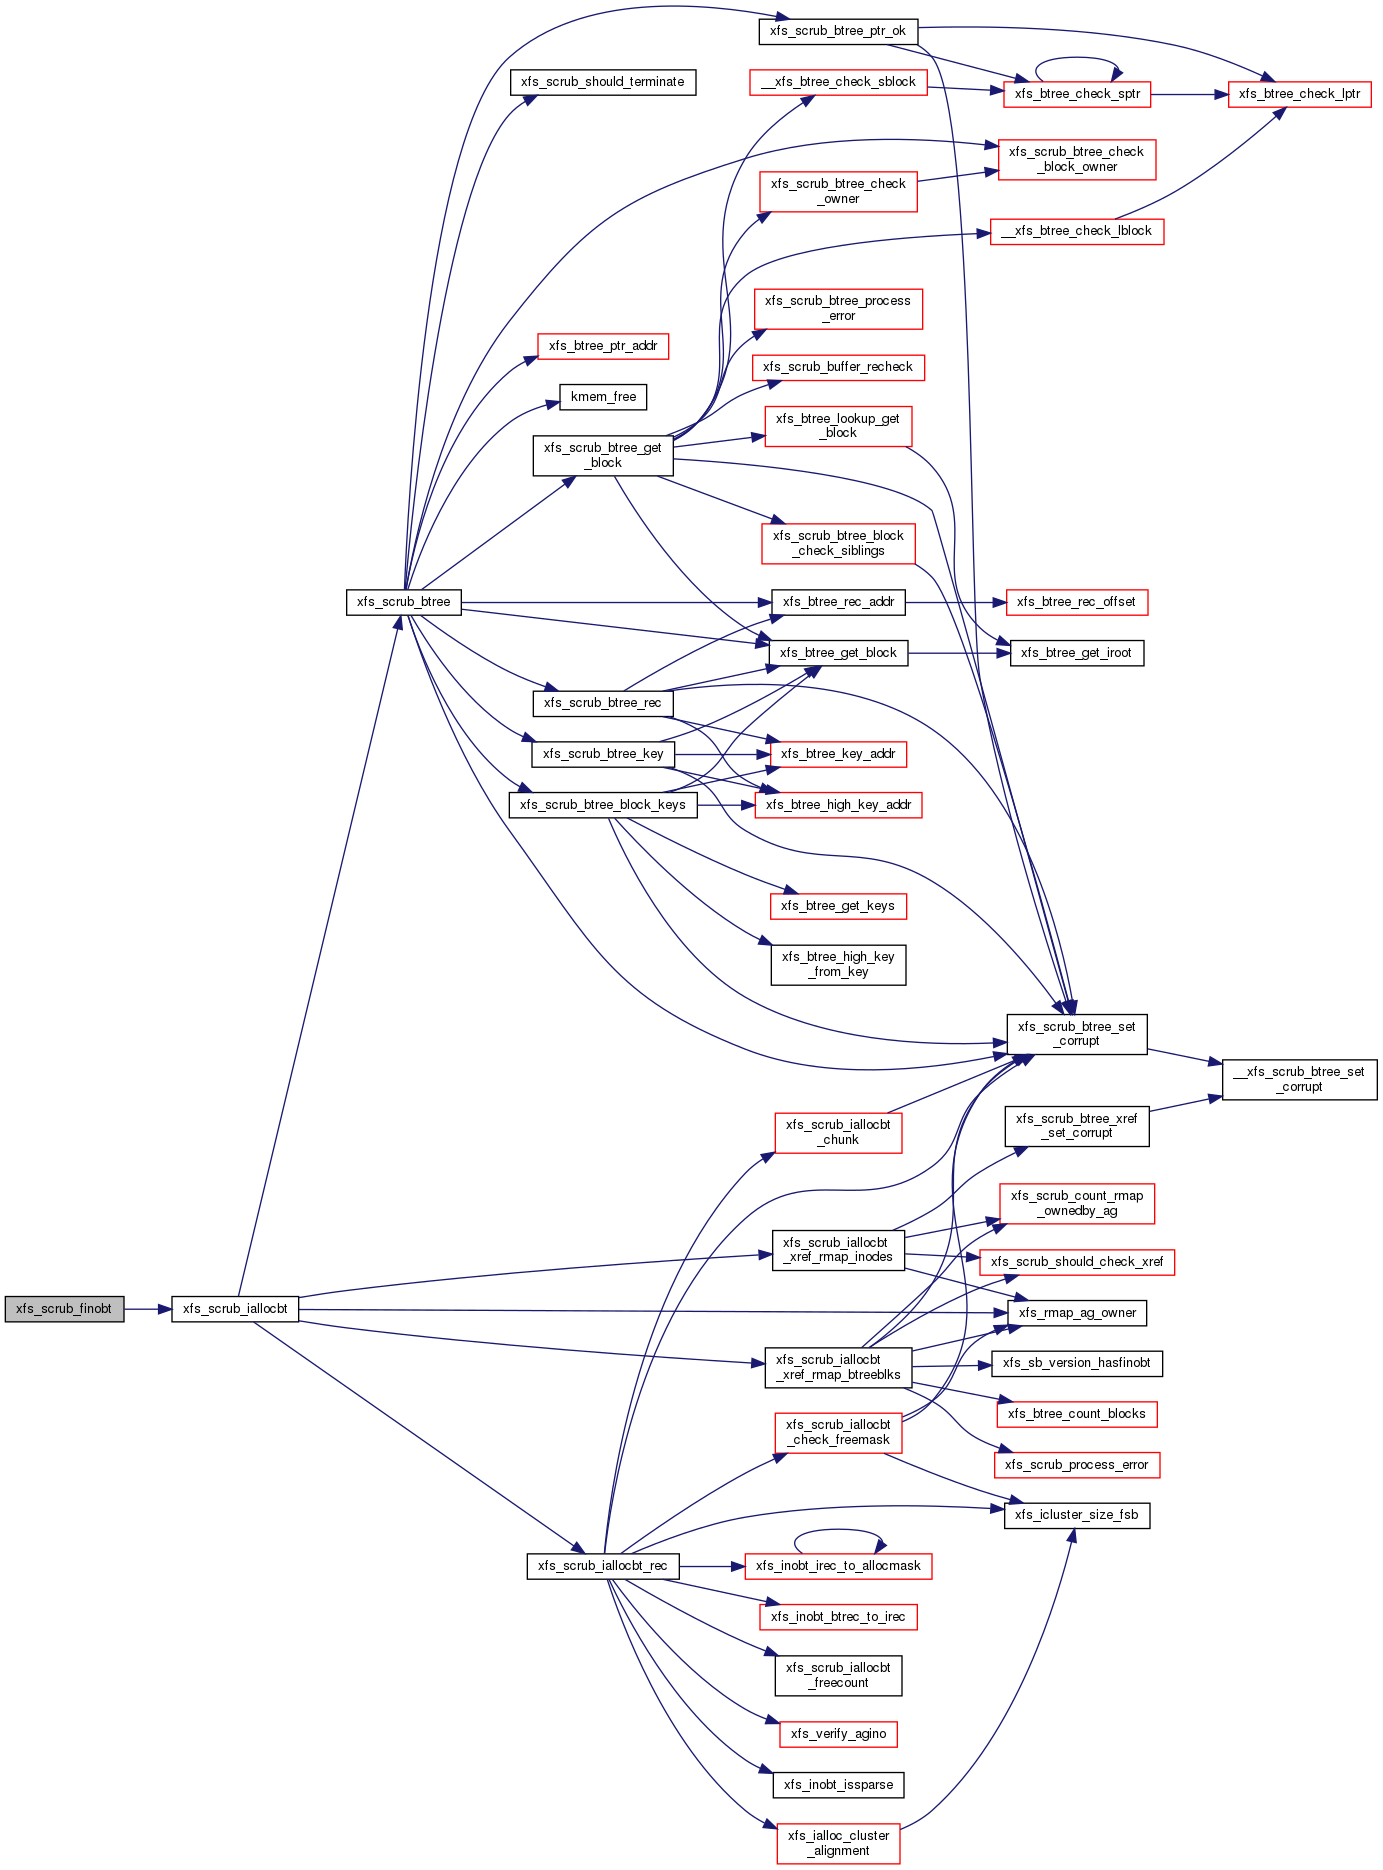 xfs_scrub_btree_ptr_ok
xfs_scrub_should_terminate
__xfs_btree_check_sblock
xfs_btree_check_sptr
xfs_btree_check_lptr
xfs_scrub_btree_check
_block_owner
xfs_scrub_btree_check
_owner
__xfs_btree_check_lblock
xfs_scrub_btree_process
_error
xfs_btree_ptr_addr
xfs_scrub_buffer_recheck
kmem_free
xfs_btree_lookup_get
_block
xfs_scrub_btree_get
_block
xfs_scrub_btree_block
_check_siblings
xfs_scrub_btree
xfs_btree_rec_addr
xfs_btree_rec_offset
xfs_btree_get_block
xfs_btree_get_iroot
xfs_scrub_btree_rec
xfs_scrub_btree_key
xfs_btree_key_addr
xfs_scrub_btree_block_keys
xfs_btree_high_key_addr
xfs_btree_get_keys
xfs_btree_high_key
_from_key
xfs_scrub_btree_set
_corrupt
__xfs_scrub_btree_set
_corrupt
xfs_scrub_iallocbt
_chunk
xfs_scrub_btree_xref
_set_corrupt
xfs_scrub_count_rmap
_ownedby_ag
xfs_scrub_iallocbt
_xref_rmap_inodes
xfs_scrub_should_check_xref
xfs_scrub_finobt
xfs_scrub_iallocbt
xfs_rmap_ag_owner
xfs_scrub_iallocbt
_xref_rmap_btreeblks
xfs_sb_version_hasfinobt
xfs_btree_count_blocks
xfs_scrub_iallocbt
_check_freemask
xfs_scrub_process_error
xfs_icluster_size_fsb
xfs_scrub_iallocbt_rec
xfs_inobt_irec_to_allocmask
xfs_inobt_btrec_to_irec
xfs_scrub_iallocbt
_freecount
xfs_verify_agino
xfs_inobt_issparse
xfs_ialloc_cluster
_alignment